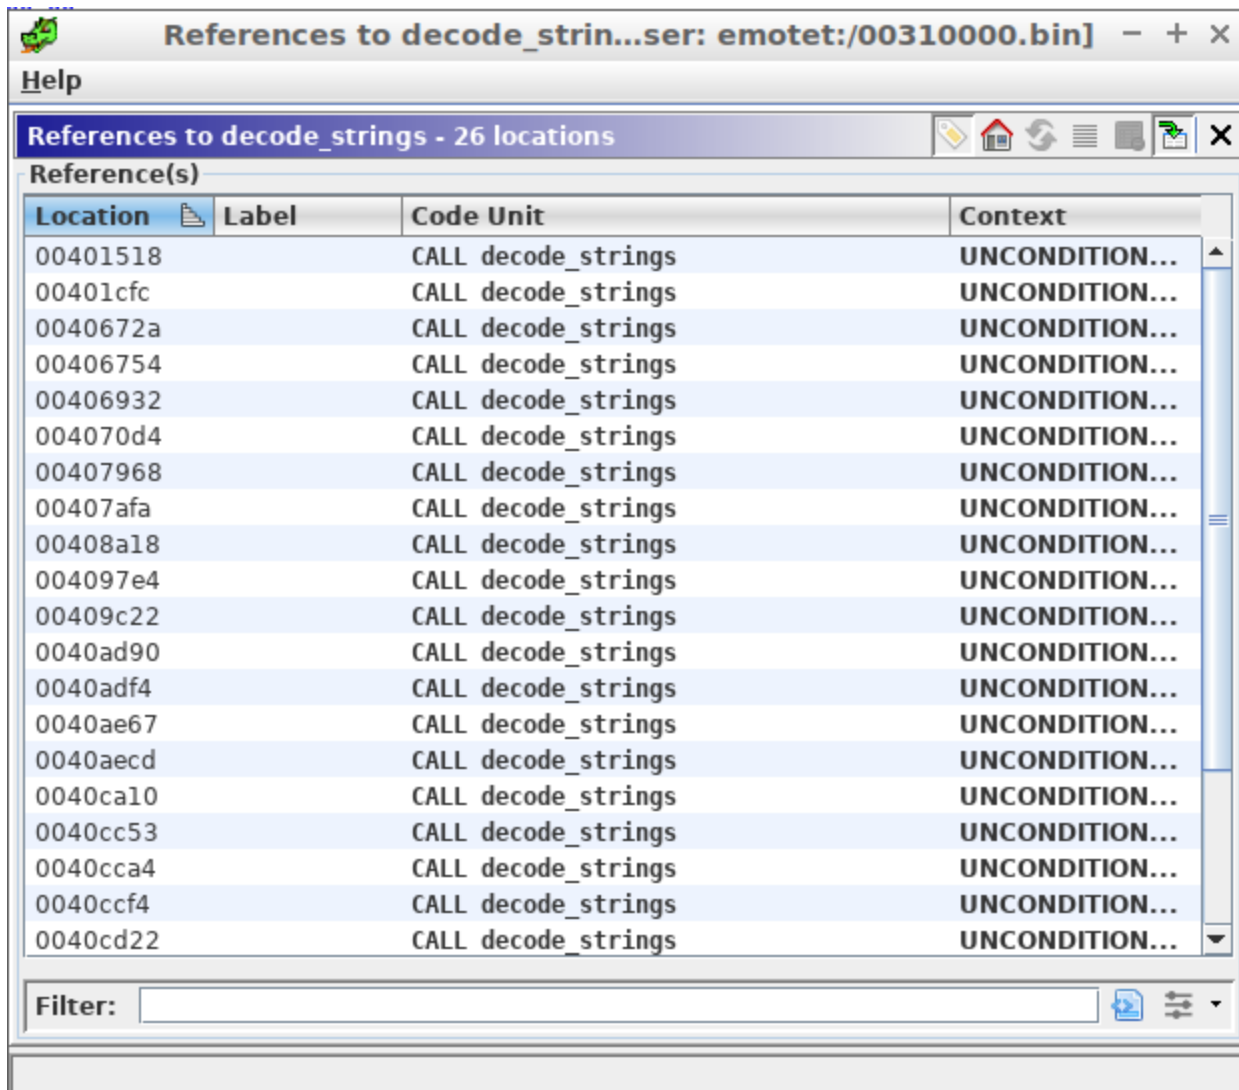 References to decode_strin...ser: emotet:/00310000.bin]
Help
References to decode_strings - 26 locations
Reference(s)
Location Label Code Unit Context
00401518 CALL decode_strings UNCONDITION...
00401cfc CALL decode_strings UNCONDITION...
0040672a CALL decode_strings UNCONDITION...
00406754 CALL decode_strings UNCONDITION...
00406932 CALL decode_strings UNCONDITION...
004070d4 CALL decode_strings UNCONDITION...
00407968 CALL decode_strings UNCONDITION...
00407afa CALL decode_strings UNCONDITION...
00408a18 CALL decode_strings UNCONDITION...
004097e4 CALL decode_strings UNCONDITION...
00409c22 CALL decode_strings UNCONDITION...
0040ad90 CALL decode_strings UNCONDITION...
0040adf4 CALL decode_strings UNCONDITION...
0040ae67 CALL decode_strings UNCONDITION...
0040aecd CALL decode_strings UNCONDITION...
0040ca10 CALL decode_strings UNCONDITION...
0040cc53 CALL decode_strings UNCONDITION...
0040cca4 CALL decode_strings UNCONDITION...
0040ccf4 CALL decode_strings UNCONDITION...
0040cd22 CALL decode_strings UNCONDITION...
Filter: